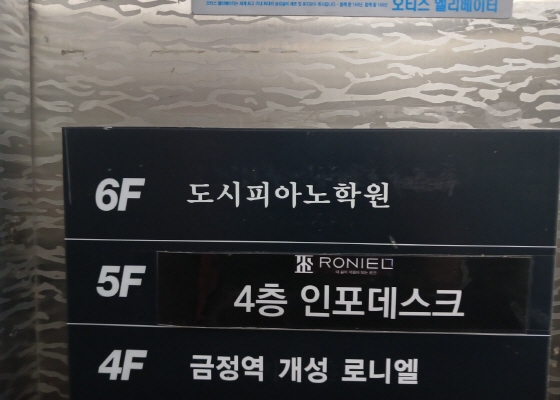 오티스 엘리베이터
6F 도시피아노학원
RONIEL
5F 4층 인포데스크
4F 금정역 개성 로니엘